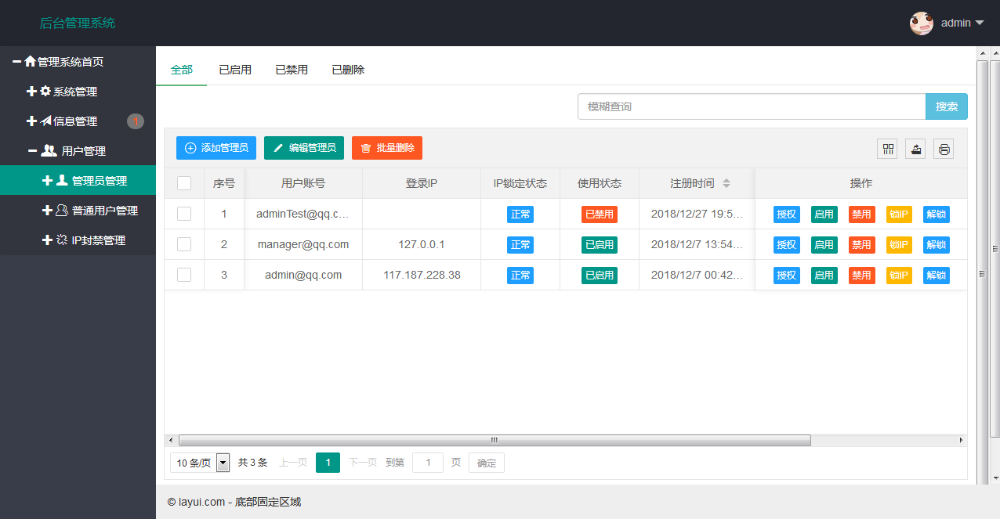 后台管理系统
admin
管理系统首页
系统管理
信息管理 1
用户管理
管理员管理
普通用户管理
IP封禁管理
全部 已启用 已禁用 已删除
模糊查询 搜索
添加管理员 编辑管理员 批量删除
序号 用户账号 登录IP IP锁定状态 使用状态 注册时间 操作
1 adminTest@qq.c... 正常 已禁用 2018/12/27 19:5... 授权 启用 禁用 锁IP 解锁
2 manager@qq.com 127.0.0.1 正常 已启用 2018/12/7 13:54... 授权 启用 禁用 锁IP 解锁
3 admin@qq.com 117.187.228.38 正常 已启用 2018/12/7 00:42... 授权 启用 禁用 锁IP 解锁
10 条/页 共 3 条 上一页 1 下一页 到第 1 页 确定
© layui.com - 底部固定区域